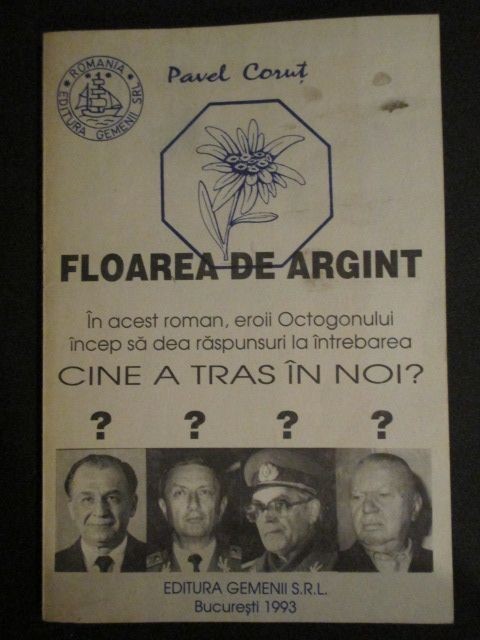 ROMANIA
EDITURA GEMENII SRL
Pavel Coruț
FLOAREA DE ARGINT
În acest roman, eroii Octogonului
încep să dea răspunsuri la întrebarea
CINE A TRAS ÎN NOI?
? ? ? ?
EDITURA GEMENII S.R.L.
București 1993